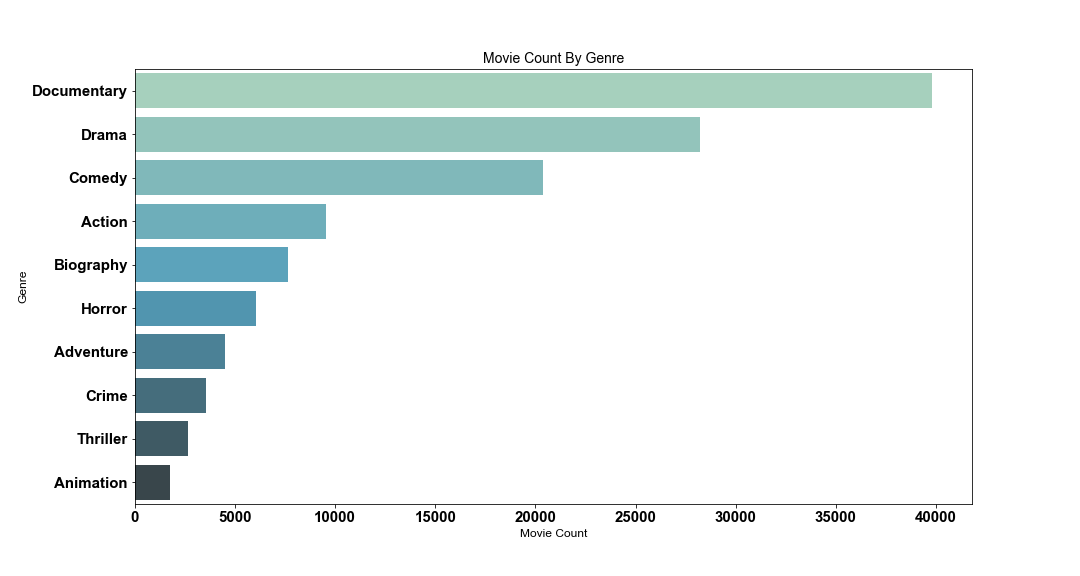 Movie Count By Genre
Documentary
Drama
Comedy
Action
Biography
Horror
Adventure
Crime
Thriller
Animation
Genre
0 5000 10000 15000 20000 25000 30000 35000 40000
Movie Count